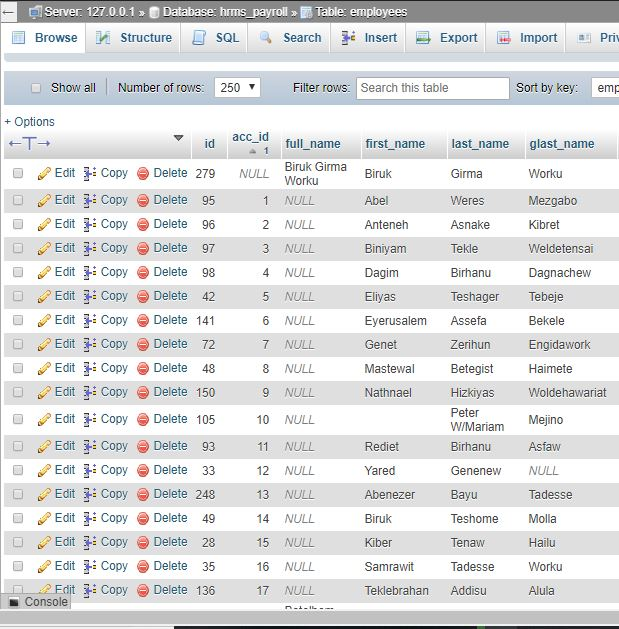 Server: 127.0.0.1 » Database: hrms_payroll » Table: employees
Browse Structure SQL Search Insert Export Import
Show all Number of rows: 250 Filter rows: Search this table Sort by key:
+ Options
←T→ id acc_id 1 full_name first_name last_name glast_name
Edit Copy Delete 279 NULL Biruk Girma Worku Biruk Girma Worku
Edit Copy Delete 95 1 NULL Abel Weres Mezgabo
Edit Copy Delete 96 2 NULL Anteneh Asnake Kibret
Edit Copy Delete 97 3 NULL Biniyam Tekle Weldetensai
Edit Copy Delete 98 4 NULL Dagim Birhanu Dagnachew
Edit Copy Delete 42 5 NULL Eliyas Teshager Tebeje
Edit Copy Delete 141 6 NULL Eyerusalem Assefa Bekele
Edit Copy Delete 72 7 NULL Genet Zerihun Engidawork
Edit Copy Delete 48 8 NULL Mastewal Betegist Haimete
Edit Copy Delete 150 9 NULL Nathnael Hizkiyas Woldehawariat
Edit Copy Delete 105 10 NULL Peter W/Mariam Mejino
Edit Copy Delete 93 11 NULL Rediet Birhanu Asfaw
Edit Copy Delete 33 12 NULL Yared Genenew NULL
Edit Copy Delete 248 13 NULL Abenezer Bayu Tadesse
Edit Copy Delete 49 14 NULL Biruk Teshome Molla
Edit Copy Delete 28 15 NULL Kiber Tenaw Hailu
Edit Copy Delete 35 16 NULL Samrawit Tadesse Worku
Edit Copy Delete 136 17 NULL Teklebrahan Addisu Alula
Console